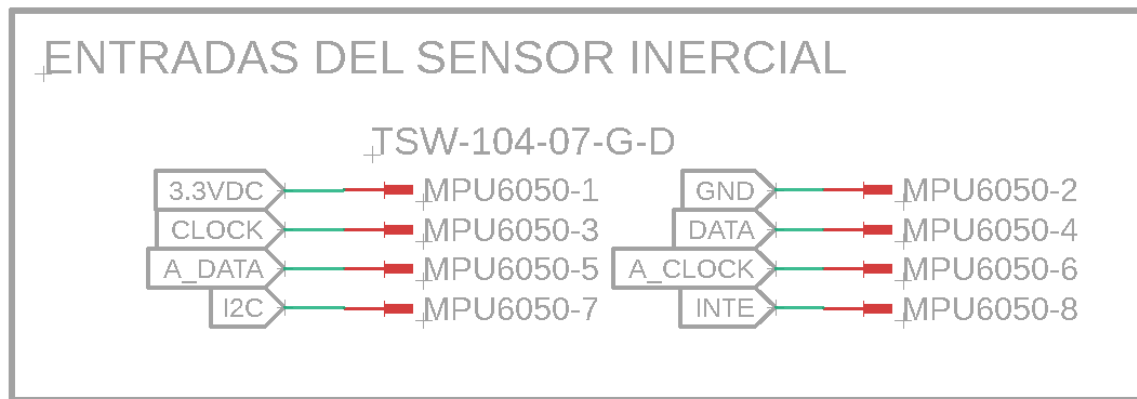 ENTRADAS DEL SENSOR INERCIAL
TSW-104-07-G-D
3.3VDC MPU6050-1 GND MPU6050-2
CLOCK MPU6050-3 DATA MPU6050-4
A_DATA MPU6050-5 A_CLOCK MPU6050-6
I2C MPU6050-7 INTE MPU6050-8